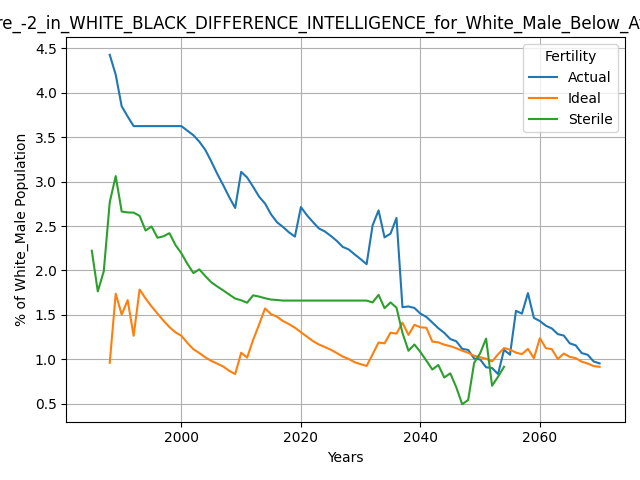 re_-2_in_WHITE_BLACK_DIFFERENCE_INTELLIGENCE_for_White_Male_Below_A
4.5
4.0
3.5
3.0
2.5
2.0
1.5
1.0
0.5
% of White_Male Population
Fertility
Actual
Ideal
Sterile
2000
2020
2040
2060
Years